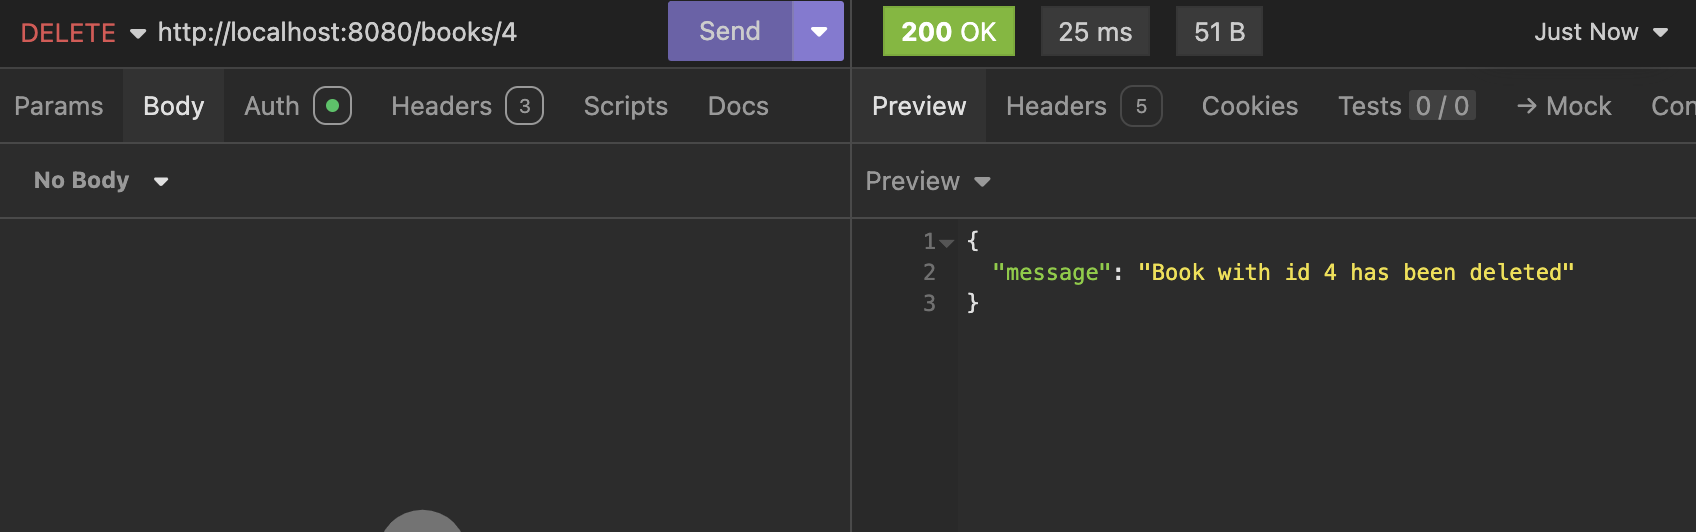 DELETE http://localhost:8080/books/4 Send
Params Body Auth Headers 3 Scripts Docs
No Body
200 OK 25 ms 51 B Just Now
Preview Headers 5 Cookies Tests 0 / 0 → Mock Con
Preview
1 {
2 "message": "Book with id 4 has been deleted"
3 }